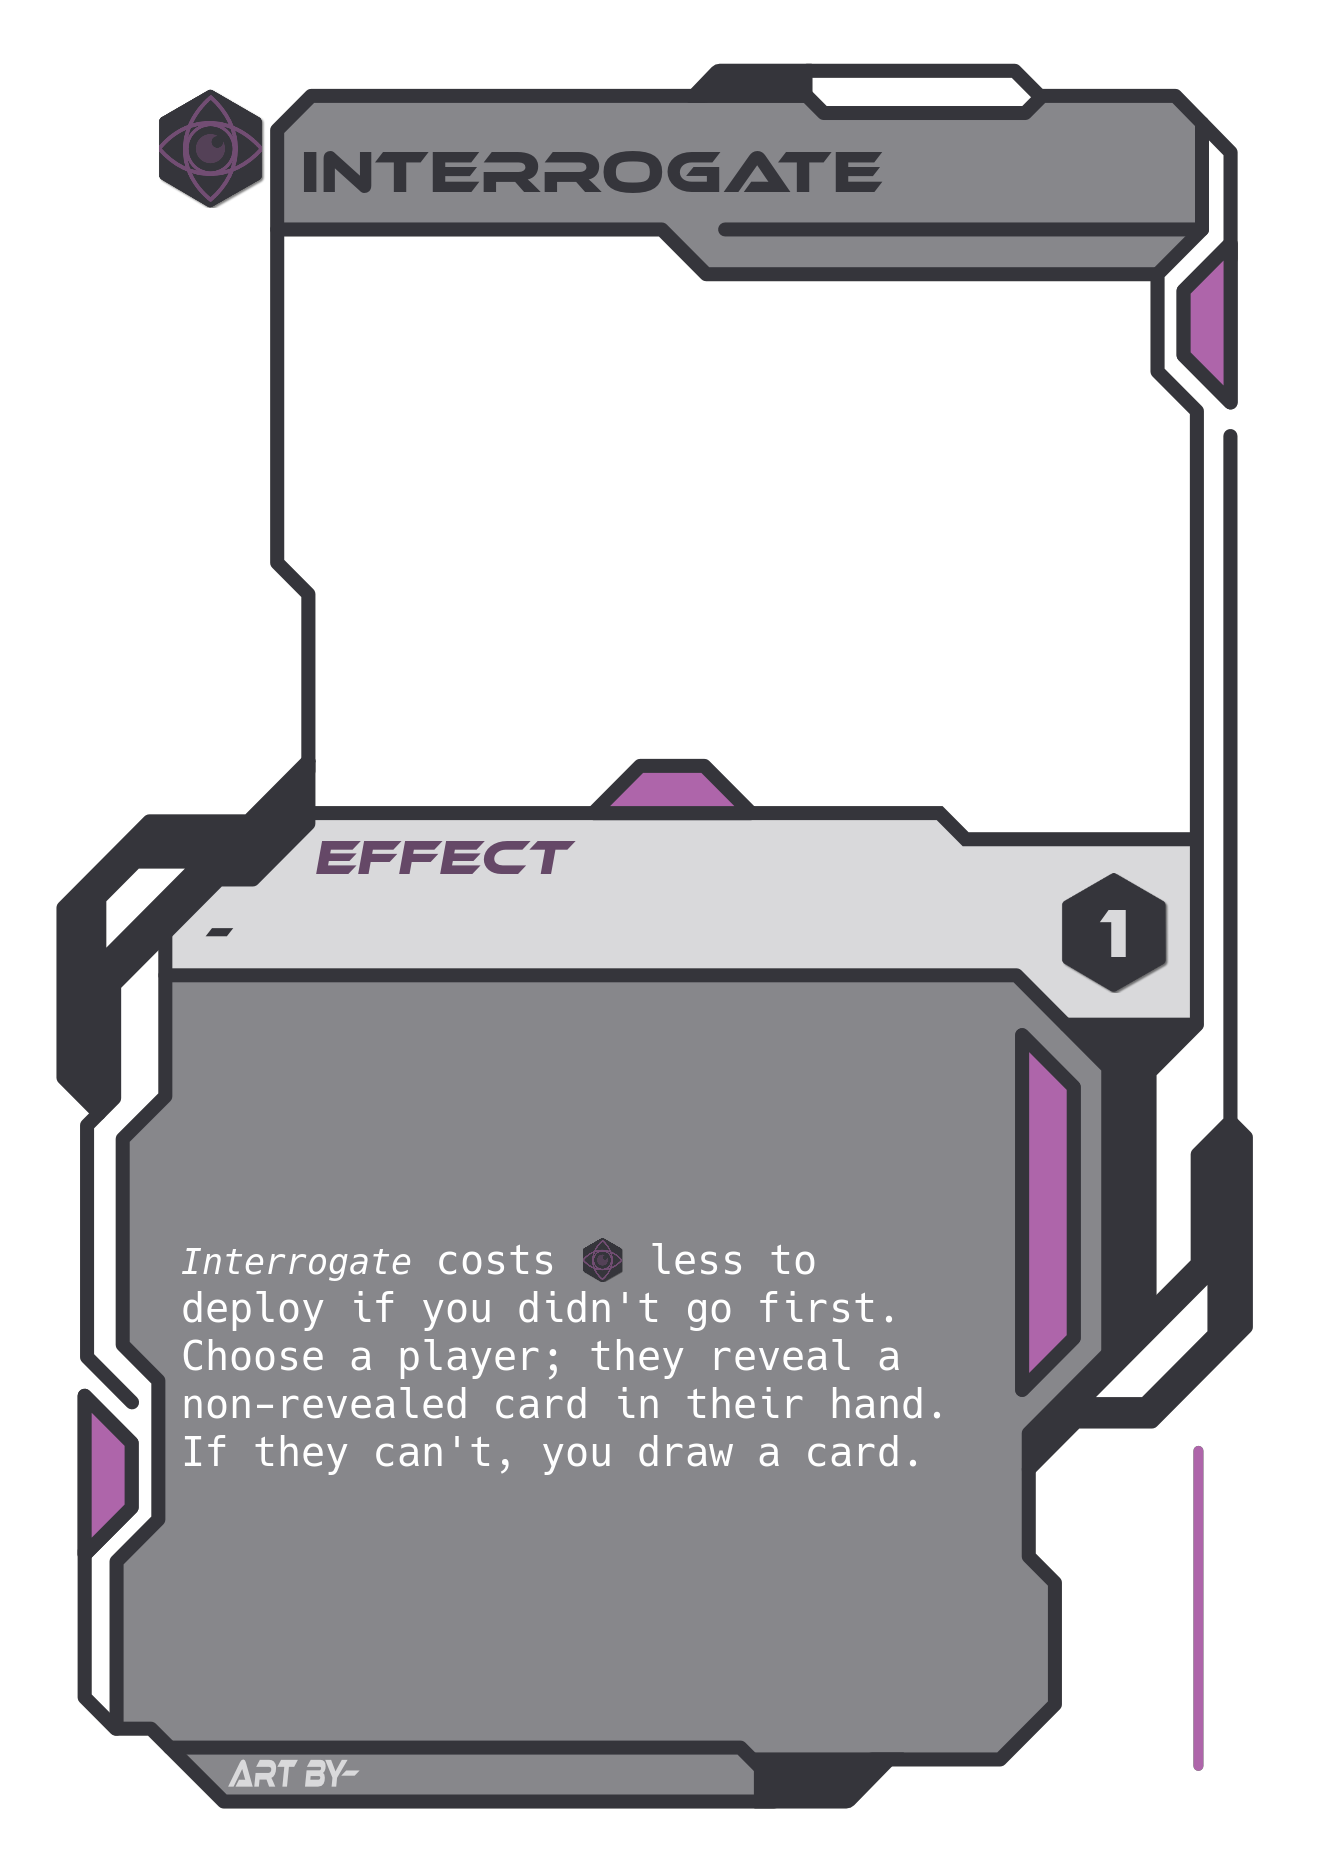 INTERROGATE
EFFECT
-
1
Interrogate costs less to
deploy if you didn't go first.
Choose a player; they reveal a
non-revealed card in their hand.
If they can't, you draw a card.
ART BY-